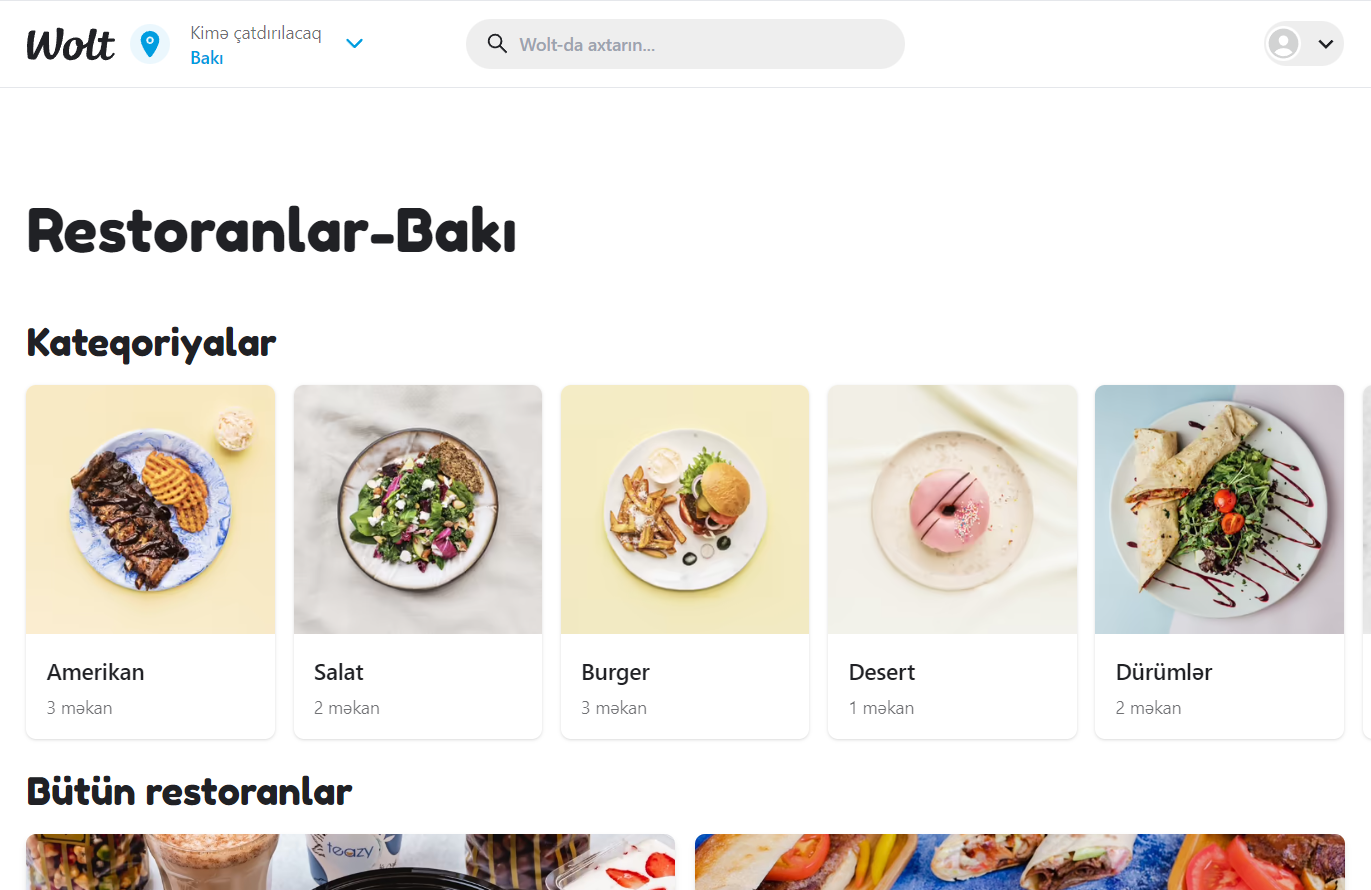 Wolt
Kimə çatdırılacaq
Bakı
Wolt-da axtarın...
Restoranlar-Bakı
Kateqoriyalar
Amerikan
3 məkan
Salat
2 məkan
Burger
3 məkan
Desert
1 məkan
Dürümlər
2 məkan
Bütün restoranlar
teazy